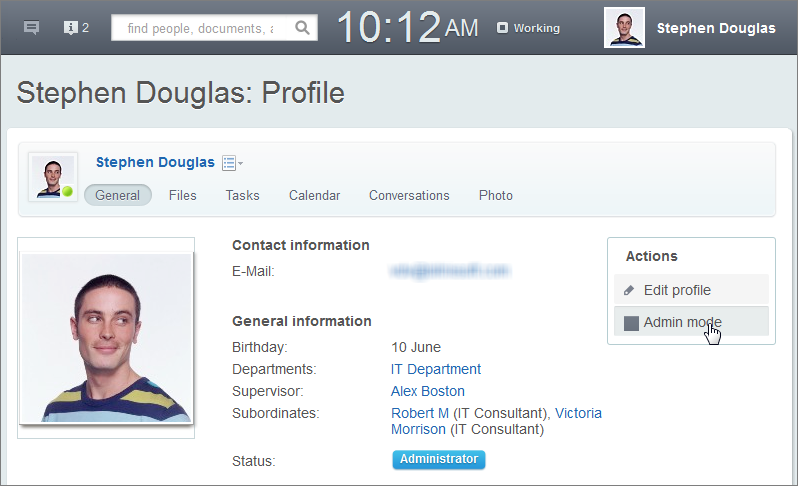 2
find people, documents, a
10:12 AM
Working
Stephen Douglas
Stephen Douglas: Profile
Stephen Douglas
General
Files
Tasks
Calendar
Conversations
Photo
Contact information
E-Mail:
General information
Birthday: 10 June
Departments: IT Department
Supervisor: Alex Boston
Subordinates: Robert M (IT Consultant), Victoria
Morrison (IT Consultant)
Status: Administrator
Actions
Edit profile
Admin mode